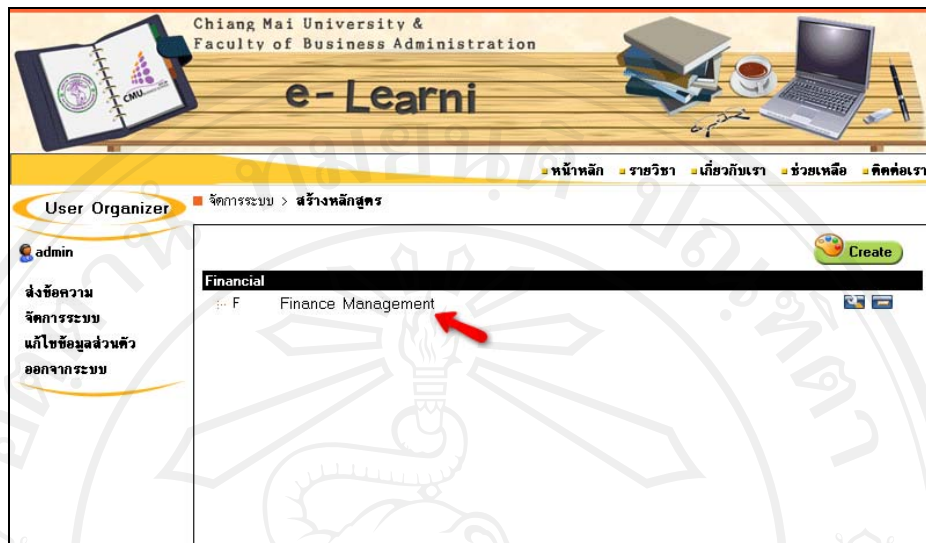 Chiang Mai University &
Faculty of Business Administration
e-Learni
CMU
หน้าหลัก รายวิชา เกี่ยวกับเรา ช่วยเหลือ ติดต่อเรา
User Organizer
จัดการระบบ > สร้างหลักสูตร
admin
Create
ส่งข้อความ
จัดการระบบ
แก้ไขข้อมูลส่วนตัว
ออกจากระบบ
Financial
F Finance Management